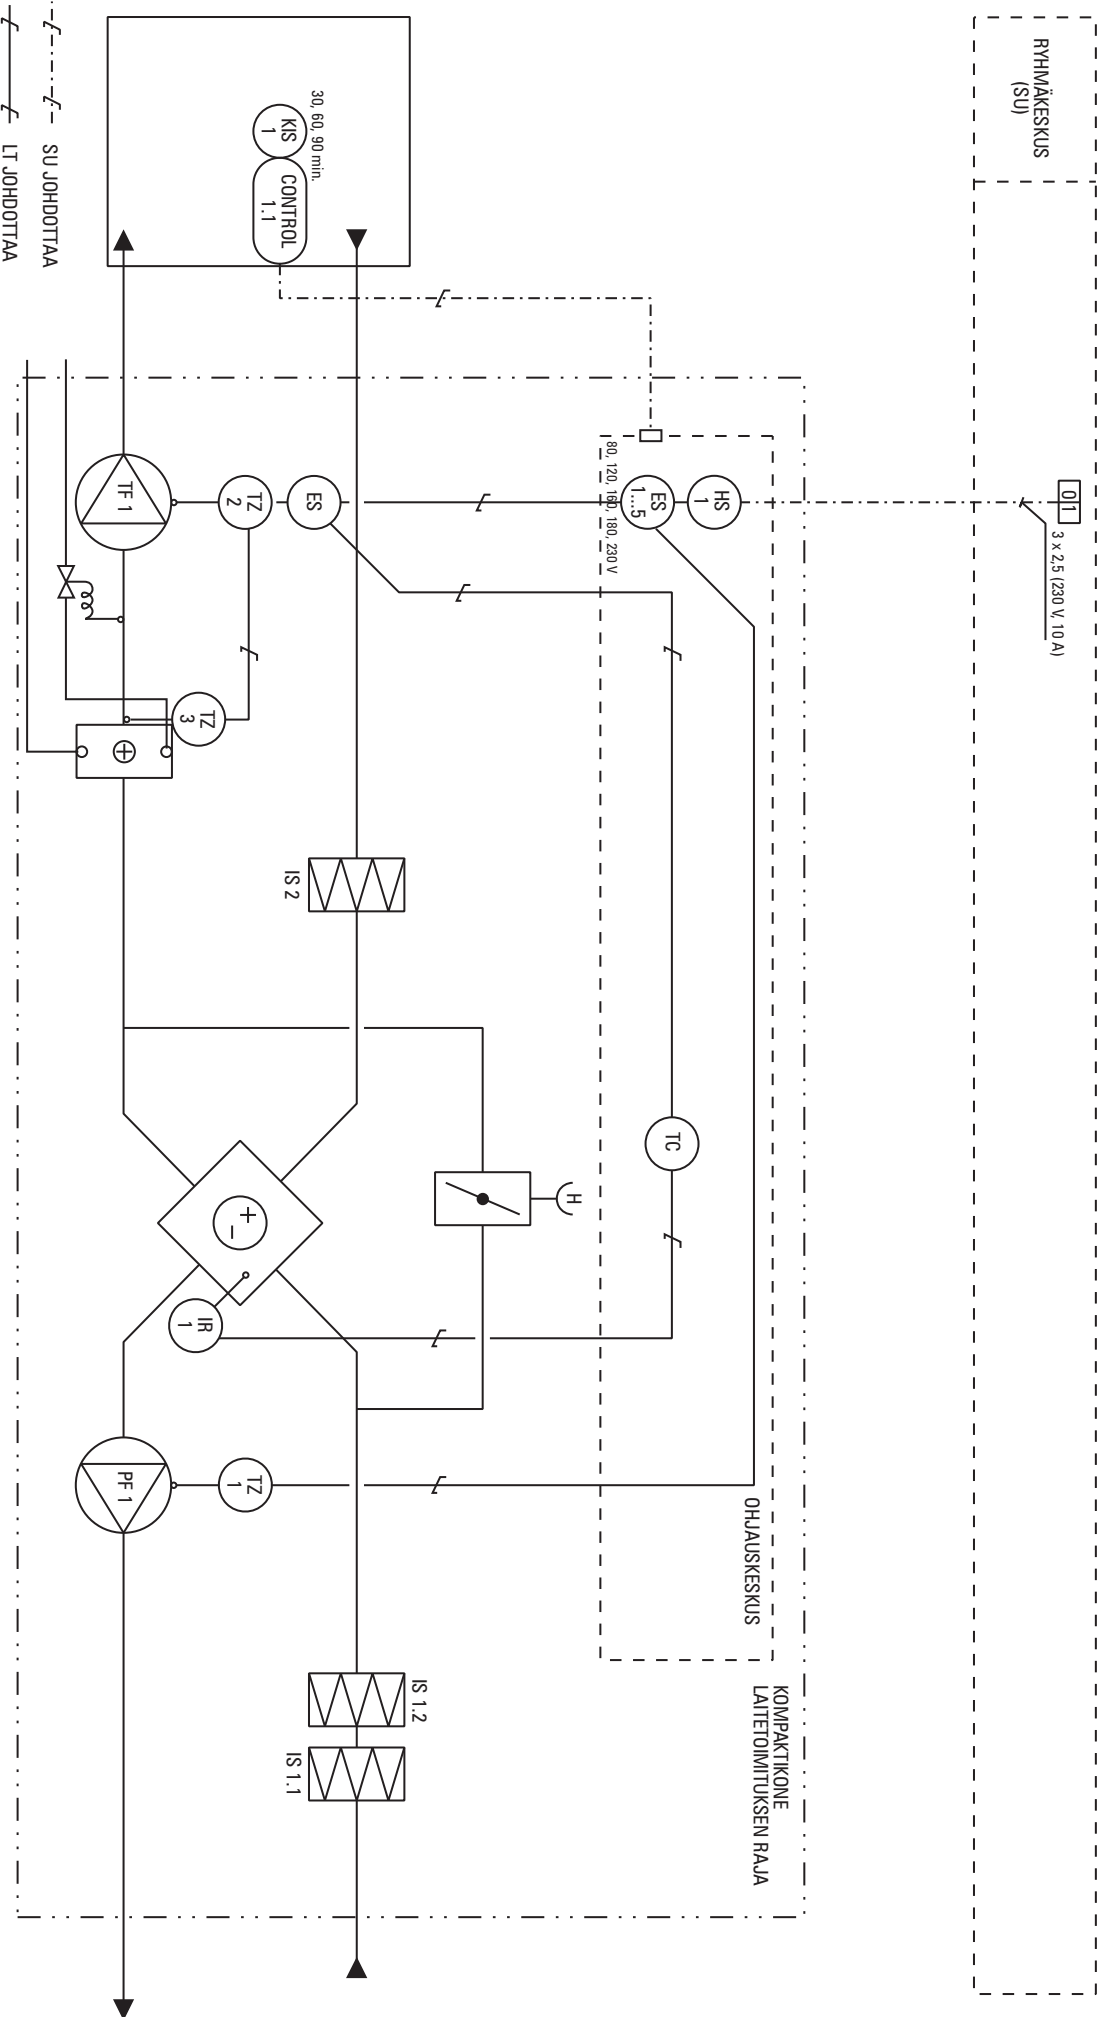 RYHMÄKESKUS
(SU)
0 1
3 x 2,5 (230 V, 10 A)
KOMPAKTIKONE
LAITETOIMITUKSEN RAJA
OHJAUSKESKUS
HS
1
ES
1...5
80, 120, 160, 180, 230 V
TC
H
30, 60, 90 min.
KIS
1
CONTROL
1.1
IS 2
IS 1.2
IS 1.1
ES
TZ
2
TZ
3
TZ
1
IR
1
+
-
+
TF 1
PF 1
SU JOHDOTTAA
LT JOHDOTTAA